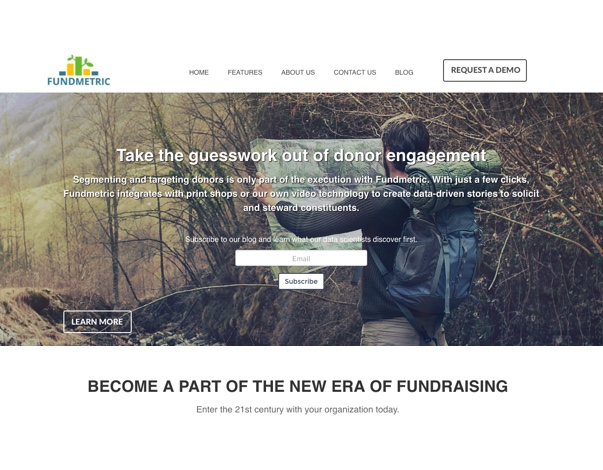 FUNDMETRIC
HOME FEATURES ABOUT US CONTACT US BLOG REQUEST A DEMO
Take the guesswork out of donor engagement
Segmenting and targeting donors is only part of the execution with Fundmetric. With just a few clicks,
Fundmetric integrates with print shops or our own video technology to create data-driven stories to solicit
and steward constituents.
Subscribe to our blog and learn what our data scientists discover first.
Email
Subscribe
LEARN MORE
BECOME A PART OF THE NEW ERA OF FUNDRAISING
Enter the 21st century with your organization today.